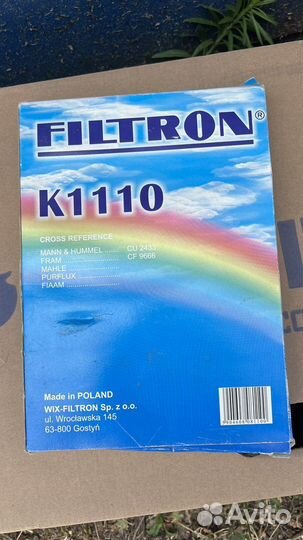 FILTRON®
K1110
CROSS REFERENCE
MANN & HUMMEL ........ CU 2433
FRAM ........................ CF 9666
MAHLE ........................
PURFLUX ........................
FIAAM ........................
Made in POLAND
WIX-FILTRON Sp. z o.o.
ul. Wrocławska 145
63-800 Gostyń
Avito